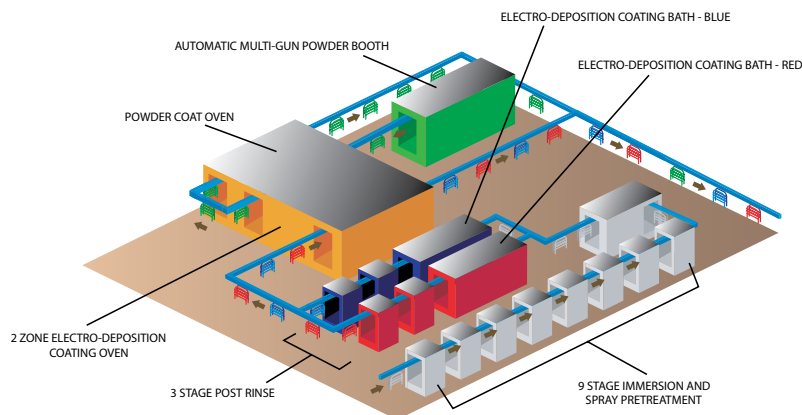 ELECTRO-DEPOSITION COATING BATH - BLUE
AUTOMATIC MULTI-GUN POWDER BOOTH
ELECTRO-DEPOSITION COATING BATH - RED
POWDER COAT OVEN
2 ZONE ELECTRO-DEPOSITION
COATING OVEN
3 STAGE POST RINSE
9 STAGE IMMERSION AND
SPRAY PRETREATMENT